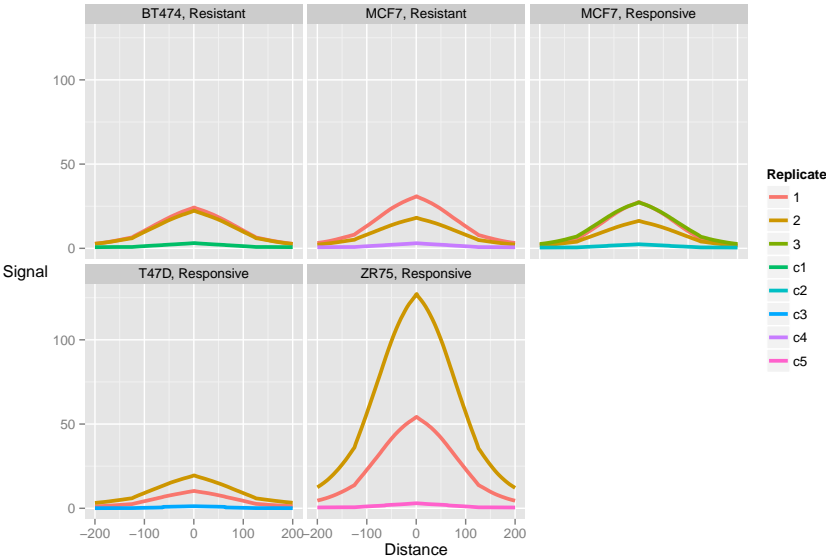 BT474, Resistant
MCF7, Resistant
MCF7, Responsive
100
50
0
Signal
T47D, Responsive
ZR75, Responsive
100
50
0
−200 −100 0 100 200 −200 −100 0 100 200
Distance
Replicate
1
2
3
c1
c2
c3
c4
c5